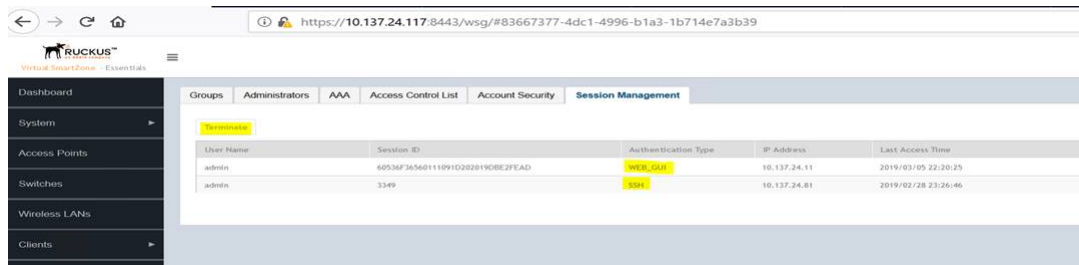 https://10.137.24.117:8443/wsg/#83667377-4dc1-4996-b1a3-1b714e7a3b39
RUCKUS™
Virtual SmartZone - Essentials
Dashboard
Groups Administrators AAA Access Control List Account Security Session Management
System
Terminate
User Name Session ID Authentication Type IP Address Last Access Time
Access Points
admin 60536F36560111091D202019DBE2FEAD WEB_GUI 10.137.24.11 2019/03/05 22:20:25
Switches
admin 3349 SSH 10.137.24.81 2019/02/28 23:26:46
Wireless LANs
Clients